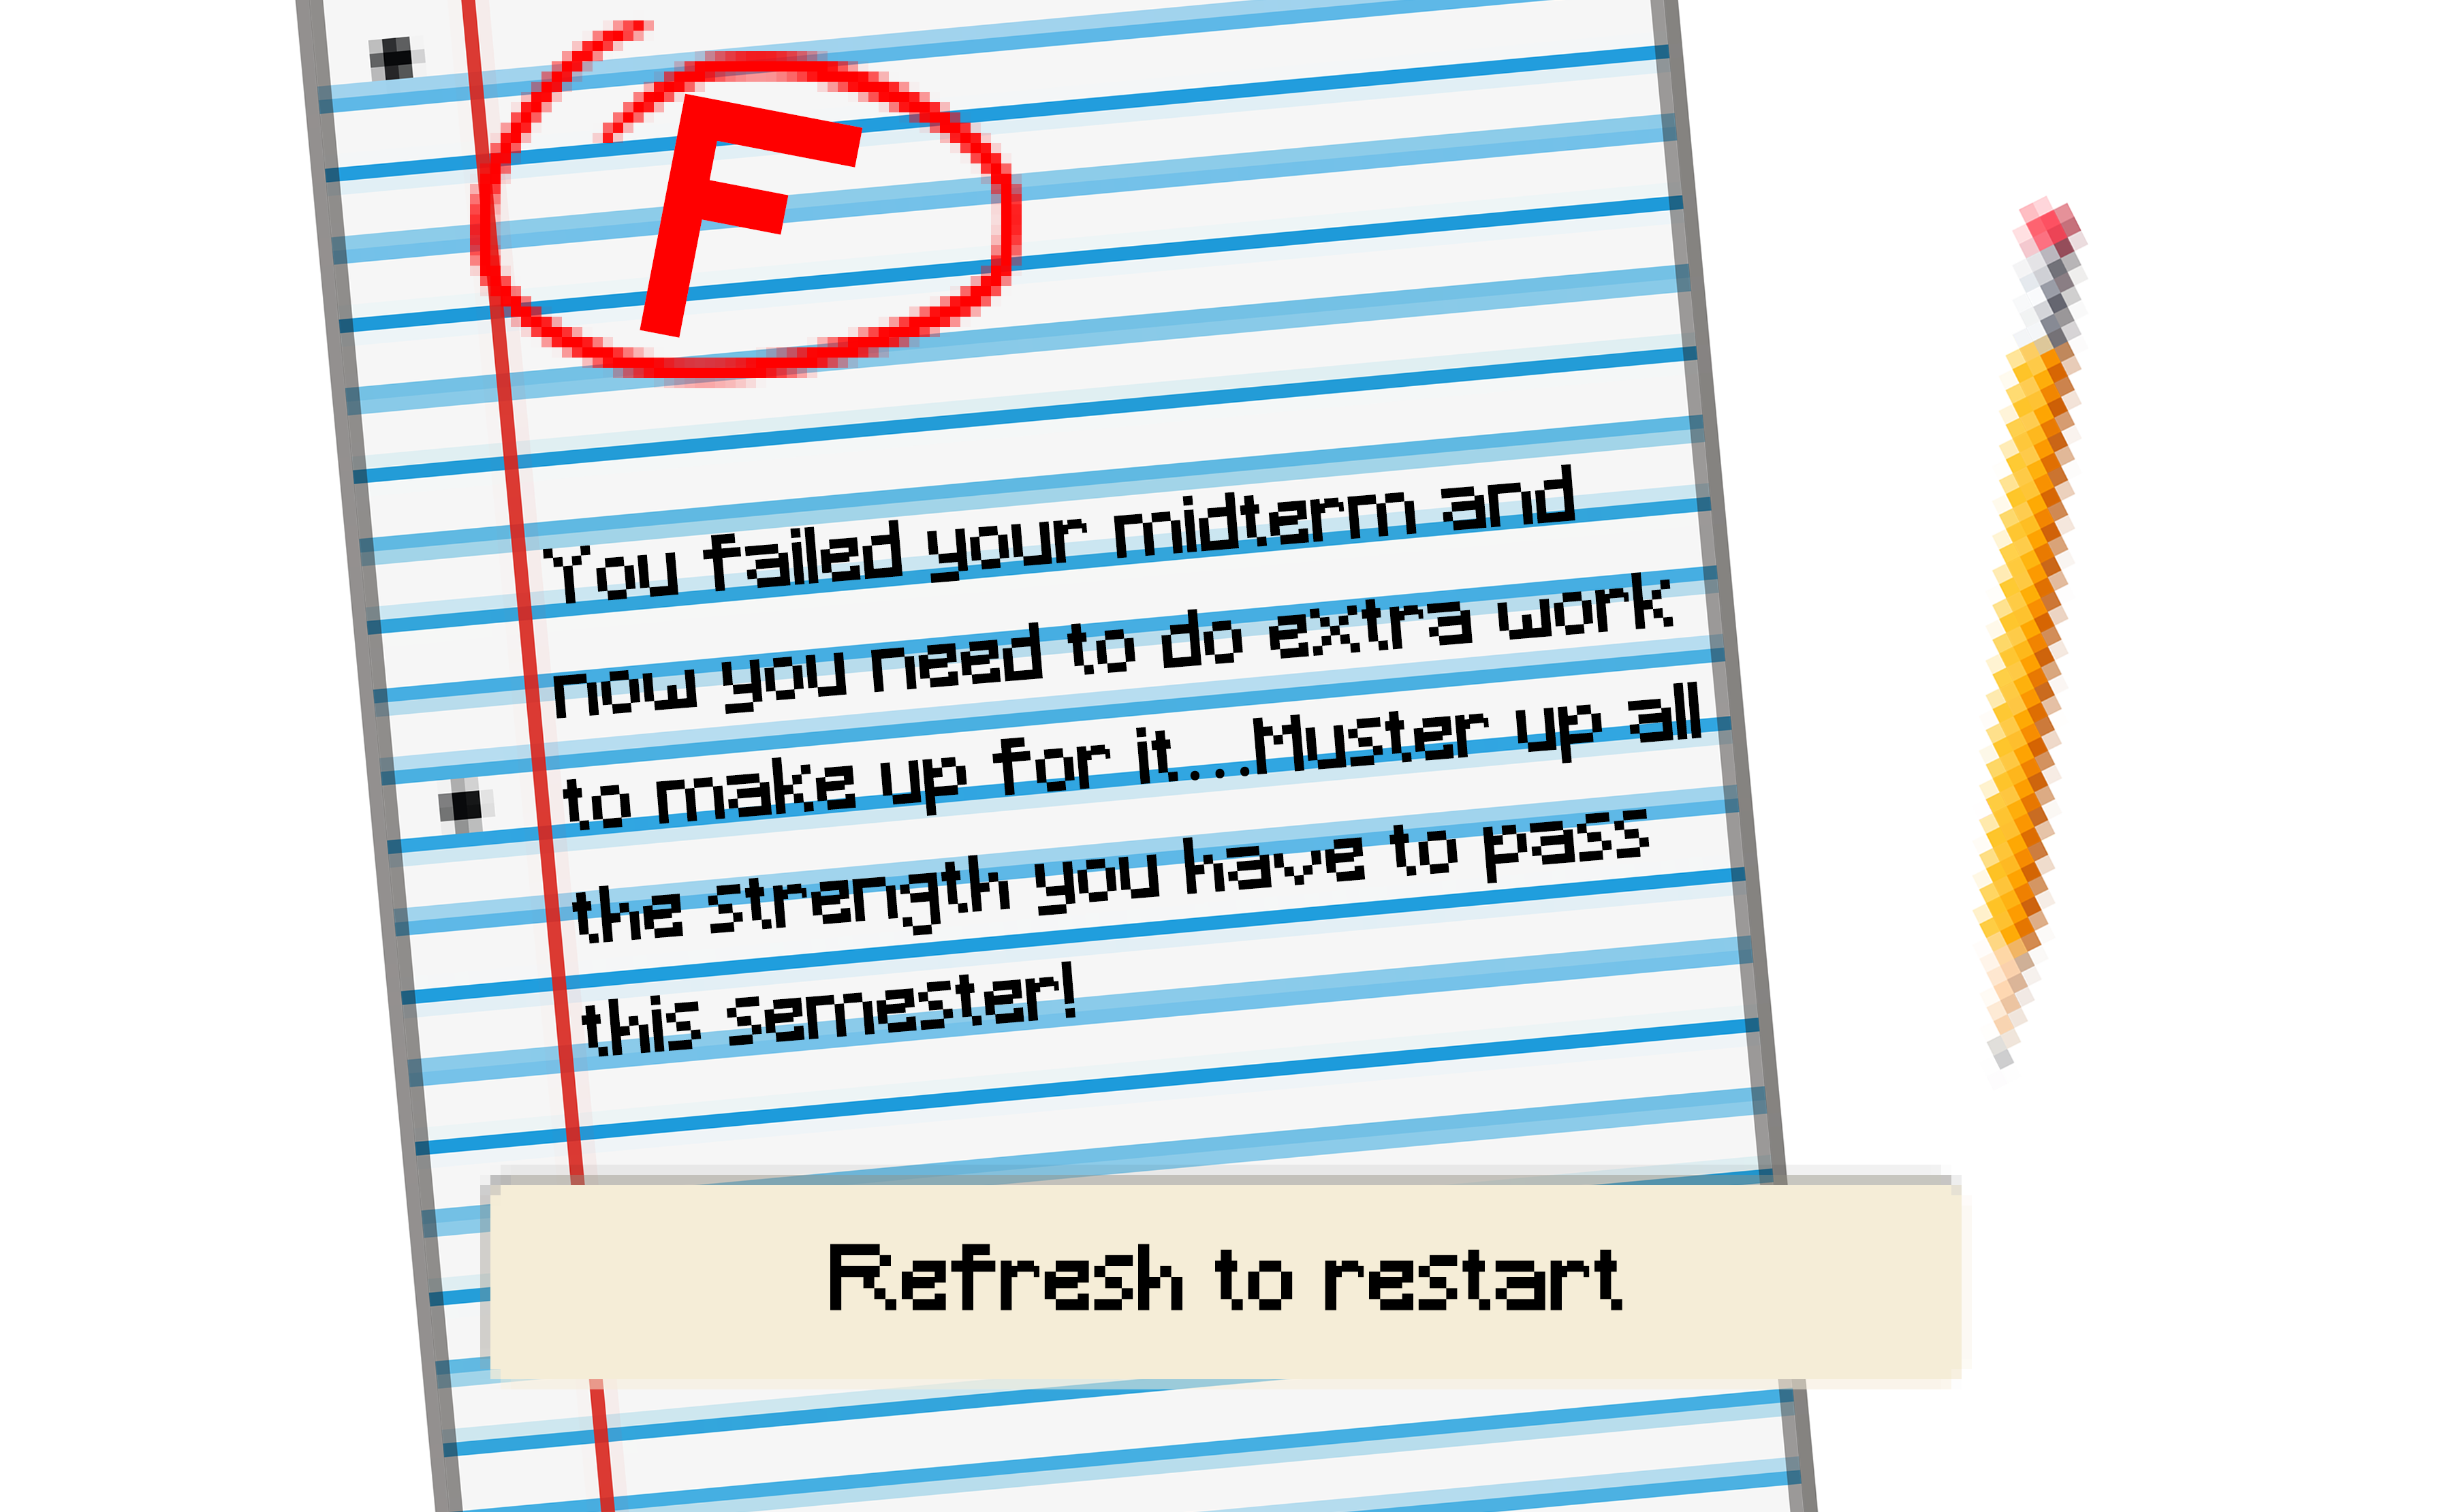 F
You failed your midterm and
now you need to do extra work
to make up for it...Muster up all
the strength you have to pass
this semester!
Refresh to restart